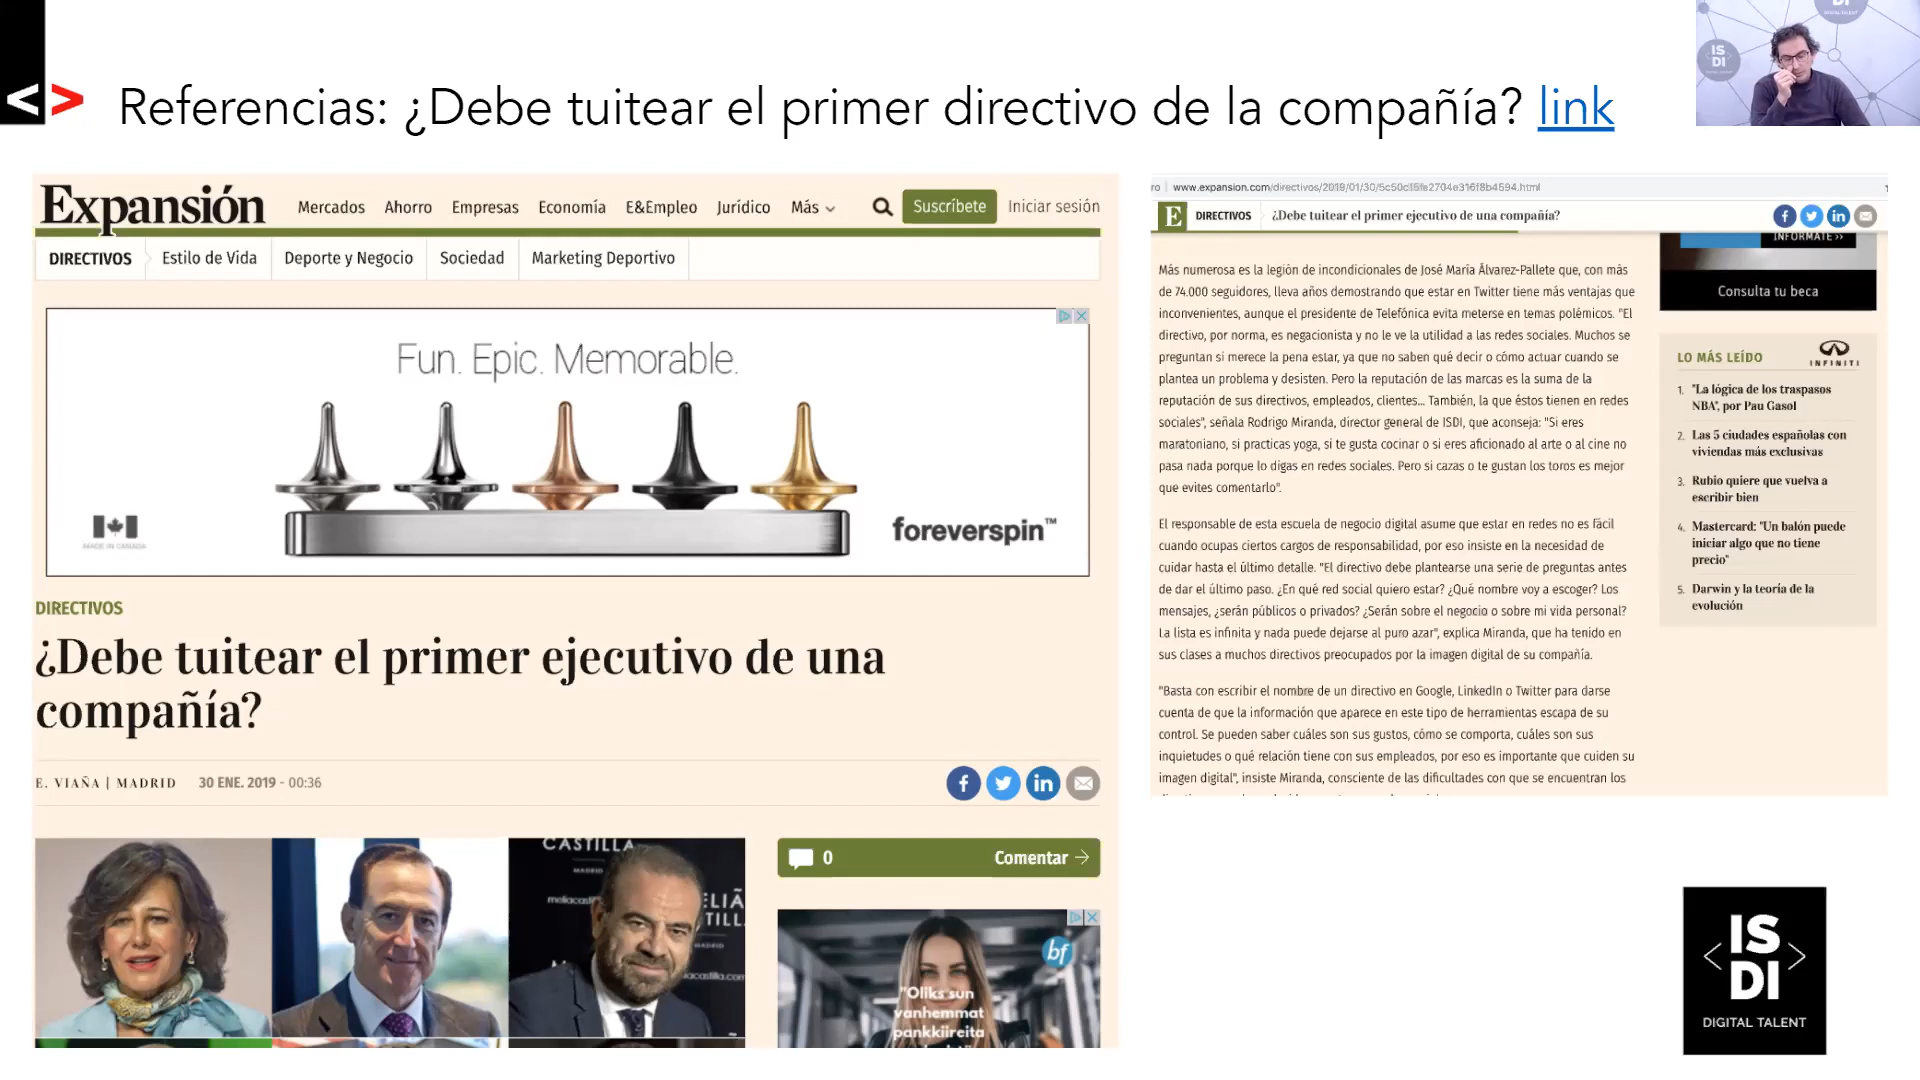 <> Referencias: ¿Debe tuitear el primer directivo de la compañía? link
IS
DI
DIGITAL TALENT
Expansión
Mercados Ahorro Empresas Economía E&Empleo Jurídico Más
Suscríbete Iniciar sesión
DIRECTIVOS Estilo de Vida Deporte y Negocio Sociedad Marketing Deportivo
Fun. Epic. Memorable.
MADE IN CANADA
foreverspin™
DIRECTIVOS
¿Debe tuitear el primer ejecutivo de una
compañía?
E. VIAÑA | MADRID 30 ENE. 2019 - 00:36
0 Comentar
CASTILLA
MADRID
ELIÁ
TILL
MADRID
bf
"Oliks sun
vanhemmat
pankkiireita
www.expansion.com/directivos/2019/01/30/5c50c15fe2704e316f8b4594.html
E DIRECTIVOS ¿Debe tuitear el primer ejecutivo de una compañía?
Más numerosa es la legión de incondicionales de José María Álvarez-Pallete que, con más
de 74.000 seguidores, lleva años demostrando que estar en Twitter tiene más ventajas que
inconvenientes, aunque el presidente de Telefónica evita meterse en temas polémicos. "El
directivo, por norma, es negacionista y no le ve la utilidad a las redes sociales. Muchos se
preguntan si merece la pena estar, ya que no saben qué decir o cómo actuar cuando se
plantea un problema y desisten. Pero la reputación de las marcas es la suma de la
reputación de sus directivos, empleados, clientes... También, la que éstos tienen en redes
sociales", señala Rodrigo Miranda, director general de ISDI, que aconseja: "Si eres
maratoniano, si practicas yoga, si te gusta cocinar o si eres aficionado al arte o al cine no
pasa nada porque lo digas en redes sociales. Pero si cazas o te gustan los toros es mejor
que evites comentarlo".
El responsable de esta escuela de negocio digital asume que estar en redes no es fácil
cuando ocupas ciertos cargos de responsabilidad, por eso insiste en la necesidad de
cuidar hasta el último detalle. "El directivo debe plantearse una serie de preguntas antes
de dar el último paso. ¿En qué red social quiero estar? ¿Qué nombre voy a escoger? Los
mensajes, ¿serán públicos o privados? ¿Serán sobre el negocio o sobre mi vida personal?
La lista es infinita y nada puede dejarse al puro azar", explica Miranda, que ha tenido en
sus clases a muchos directivos preocupados por la imagen digital de su compañía.
"Basta con escribir el nombre de un directivo en Google, LinkedIn o Twitter para darse
cuenta de que la información que aparece en este tipo de herramientas escapa de su
control. Se pueden saber cuáles son sus gustos, cómo se comporta, cuáles son sus
inquietudes o qué relación tiene con sus empleados, por eso es importante que cuiden su
imagen digital", insiste Miranda, consciente de las dificultades con que se encuentran los
INFÓRMATE >>
Consulta tu beca
LO MÁS LEÍDO INFINITI
1. "La lógica de los traspasos
NBA", por Pau Gasol
2. Las 5 ciudades españolas con
viviendas más exclusivas
3. Rubio quiere que vuelva a
escribir bien
4. Mastercard: "Un balón puede
iniciar algo que no tiene
precio"
5. Darwin y la teoría de la
evolución
IS
DI
DIGITAL TALENT